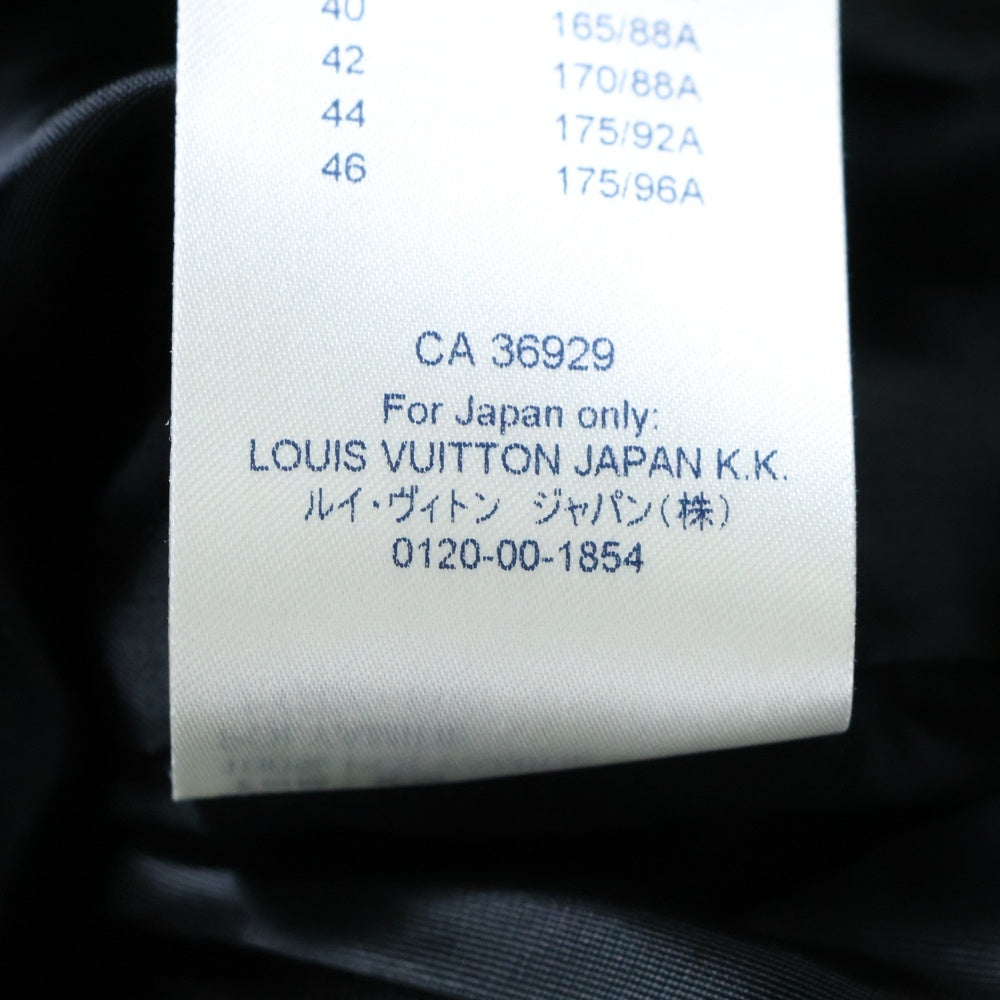 40 165/88A
42 170/88A
44 175/92A
46 175/96A
CA 36929
For Japan only:
LOUIS VUITTON JAPAN K.K.
ルイ・ヴィトン　ジャパン(株)
0120-00-1854